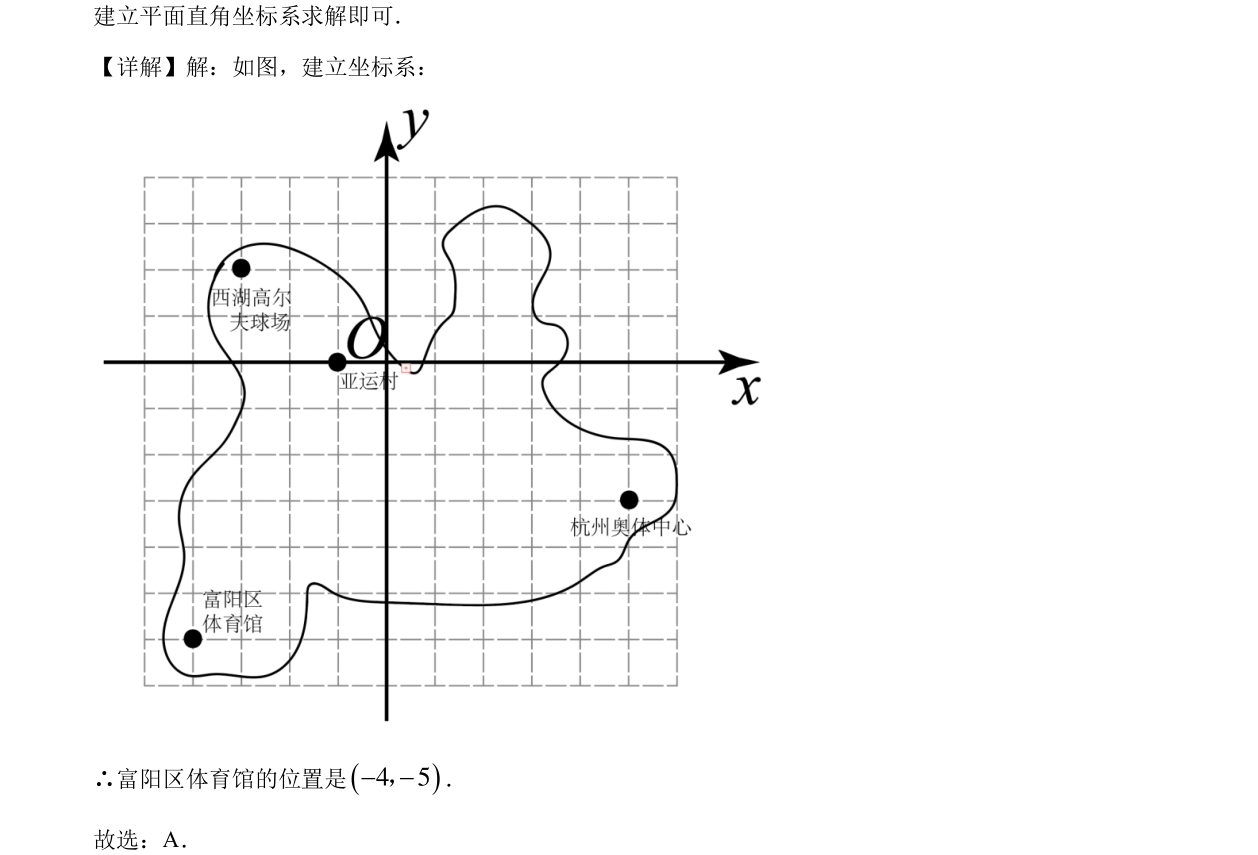 建立平面直角坐标系求解即可．
【详解】解：如图，建立坐标系：
y
西湖高尔
夫球场
O
亚运村
x
杭州奥体中心
富阳区
体育馆
∴富阳区体育馆的位置是(−4,−5)．
故选：A．